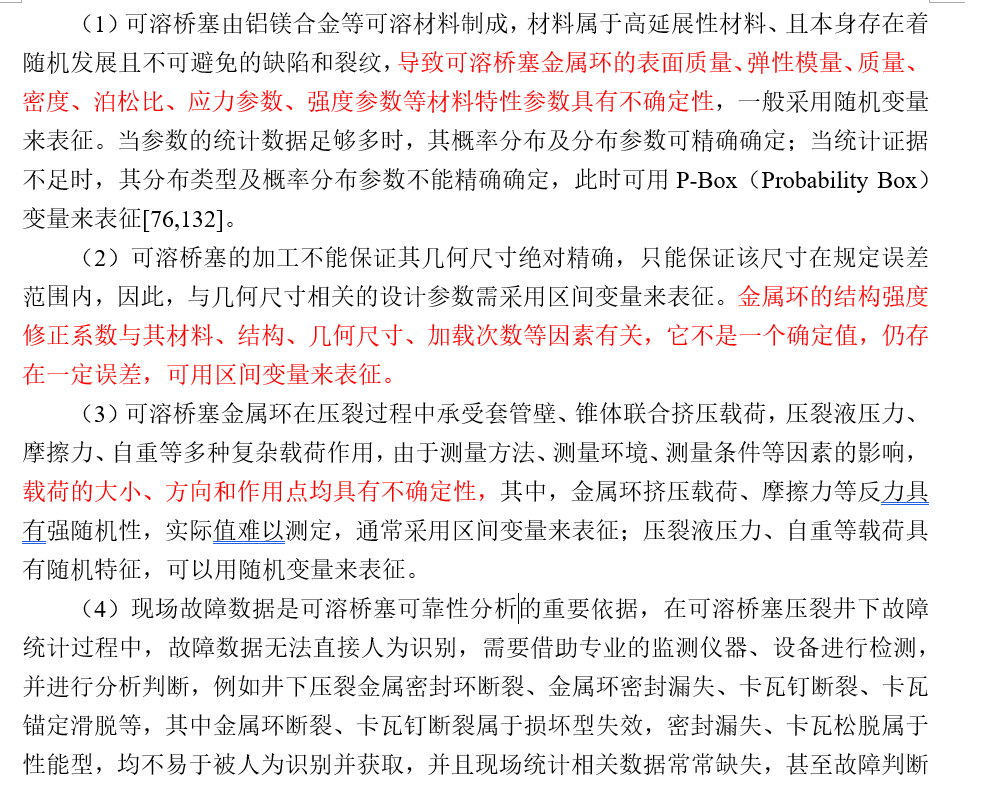 （1）可溶桥塞由铝镁合金等可溶材料制成，材料属于高延展性材料、且本身存在着
随机发展且不可避免的缺陷和裂纹，导致可溶桥塞金属环的表面质量、弹性模量、质量、
密度、泊松比、应力参数、强度参数等材料特性参数具有不确定性，一般采用随机变量
来表征。当参数的统计数据足够多时，其概率分布及分布参数可精确确定；当统计证据
不足时，其分布类型及概率分布参数不能精确确定，此时可用 P-Box（Probability Box）
变量来表征[76,132]。
（2）可溶桥塞的加工不能保证其几何尺寸绝对精确，只能保证该尺寸在规定误差
范围内，因此，与几何尺寸相关的设计参数需采用区间变量来表征。金属环的结构强度
修正系数与其材料、结构、几何尺寸、加载次数等因素有关，它不是一个确定值，仍存
在一定误差，可用区间变量来表征。
（3）可溶桥塞金属环在压裂过程中承受套管壁、锥体联合挤压载荷，压裂液压力、
摩擦力、自重等多种复杂载荷作用，由于测量方法、测量环境、测量条件等因素的影响，
载荷的大小、方向和作用点均具有不确定性，其中，金属环挤压载荷、摩擦力等反力具
有强随机性，实际值难以测定，通常采用区间变量来表征；压裂液压力、自重等载荷具
有随机特征，可以用随机变量来表征。
（4）现场故障数据是可溶桥塞可靠性分析的重要依据，在可溶桥塞压裂井下故障
统计过程中，故障数据无法直接人为识别，需要借助专业的监测仪器、设备进行检测，
并进行分析判断，例如井下压裂金属密封环断裂、金属环密封漏失、卡瓦钉断裂、卡瓦
锚定滑脱等，其中金属环断裂、卡瓦钉断裂属于损坏型失效，密封漏失、卡瓦松脱属于
性能型，均不易于被人为识别并获取，并且现场统计相关数据常常缺失，甚至故障判断